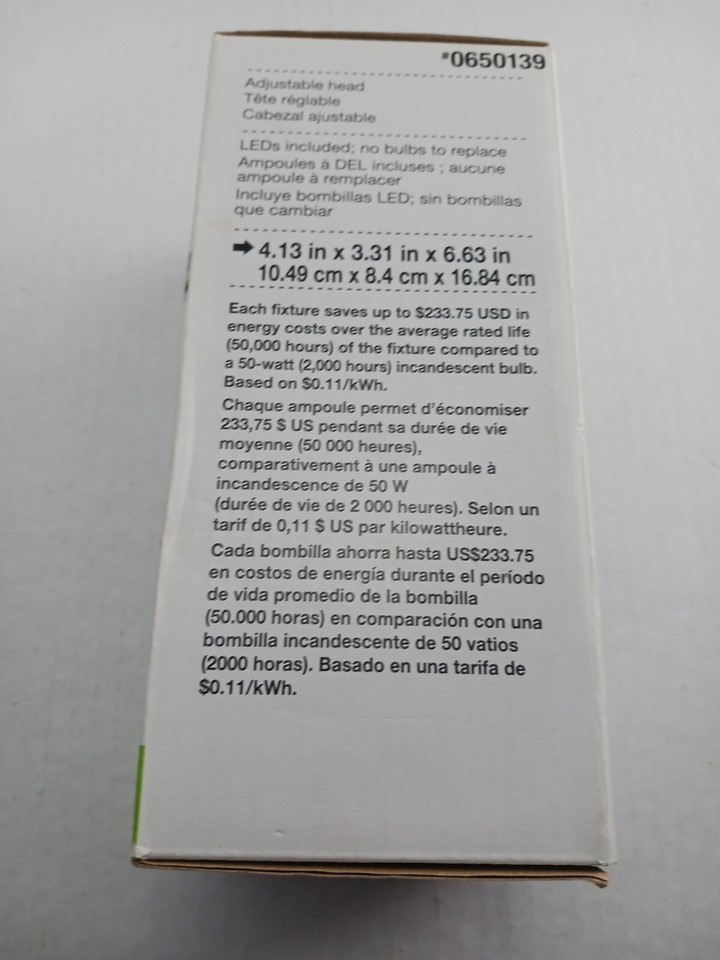 #0650139
Adjustable head
Tête réglable
Cabezal ajustable
LEDs included; no bulbs to replace
Ampoules à DEL incluses ; aucune
ampoule à remplacer
Incluye bombillas LED; sin bombillas
que cambiar
4.13 in x 3.31 in x 6.63 in
10.49 cm x 8.4 cm x 16.84 cm
Each fixture saves up to $233.75 USD in
energy costs over the average rated life
(50,000 hours) of the fixture compared to
a 50-watt (2,000 hours) incandescent bulb.
Based on $0.11/kWh.
Chaque ampoule permet d'économiser
233,75 $ US pendant sa durée de vie
moyenne (50 000 heures),
comparativement à une ampoule à
incandescence de 50 W
(durée de vie de 2 000 heures). Selon un
tarif de 0,11 $ US par kilowattheure.
Cada bombilla ahorra hasta US$233.75
en costos de energía durante el período
de vida promedio de la bombilla
(50.000 horas) en comparación con una
bombilla incandescente de 50 vatios
(2000 horas). Basado en una tarifa de
$0.11/kWh.